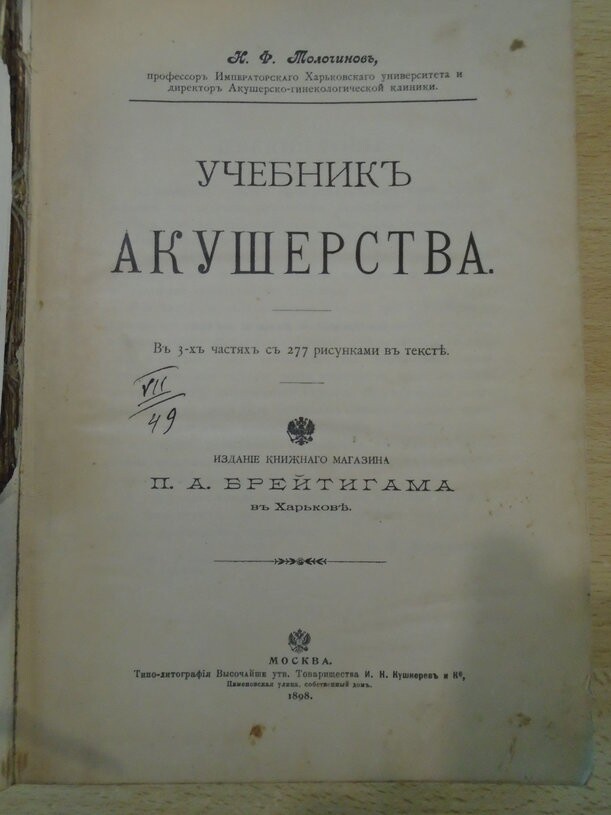 Н. Ф. Толочиновъ,
профессоръ Императорскаго Харьковскаго университета и
директоръ Акушерско-гинекологической клиники.
УЧЕБНИКЪ
АКУШЕРСТВА.
Въ 3-хъ частяхъ съ 277 рисунками въ текстѣ.
VII
49
ИЗДАНІЕ КНИЖНАГО МАГАЗИНА
П. А. БРЕЙТИГАМА
въ Харьковѣ.
МОСКВА.
Типо-литографія Высочайше утв. Товарищества И. Н. Кушнеревъ и Кº,
Пименовская улица, собственный домъ.
1898.